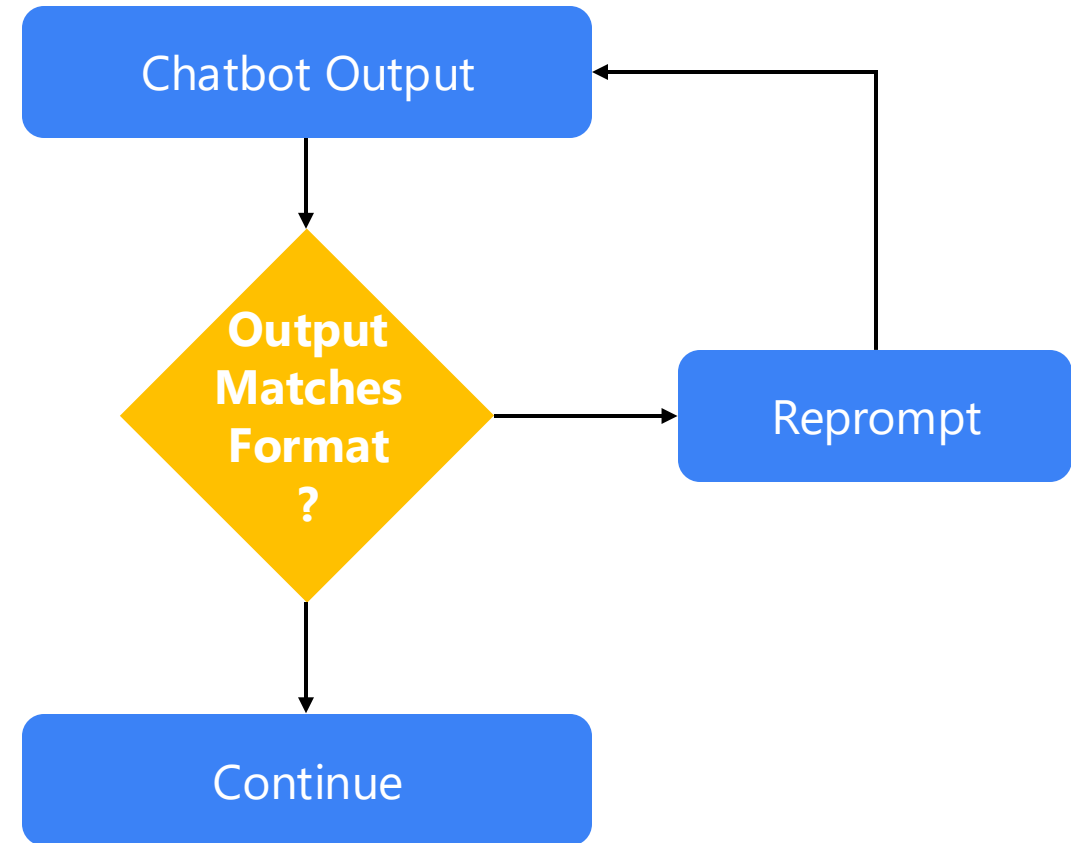 Chatbot Output
Output
Matches
Format
?
Reprompt
Continue